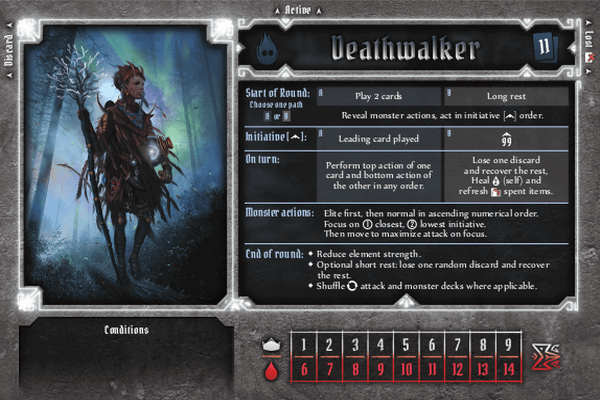 Active
Discard
Lost
Deathwalker
11
Start of Round:
Choose one path
A or B
A Play 2 cards
B Long rest
Reveal monster actions, act in initiative ( ) order.
Initiative ( ):
A Leading card played
B 99
On turn:
Perform top action of one
card and bottom action of
the other in any order.
Lose one discard
and recover the rest,
Heal (self) and
refresh spent items.
Monster actions:
Elite first, then normal in ascending numerical order.
Focus on ① closest, ② lowest initiative.
Then move to maximize attack on focus.
End of round:
◆ Reduce element strength.
◆ Optional short rest: lose one random discard and recover
the rest.
◆ Shuffle attack and monster decks where applicable.
Conditions
1 2 3 4 5 6 7 8 9
6 7 8 9 10 11 12 13 14